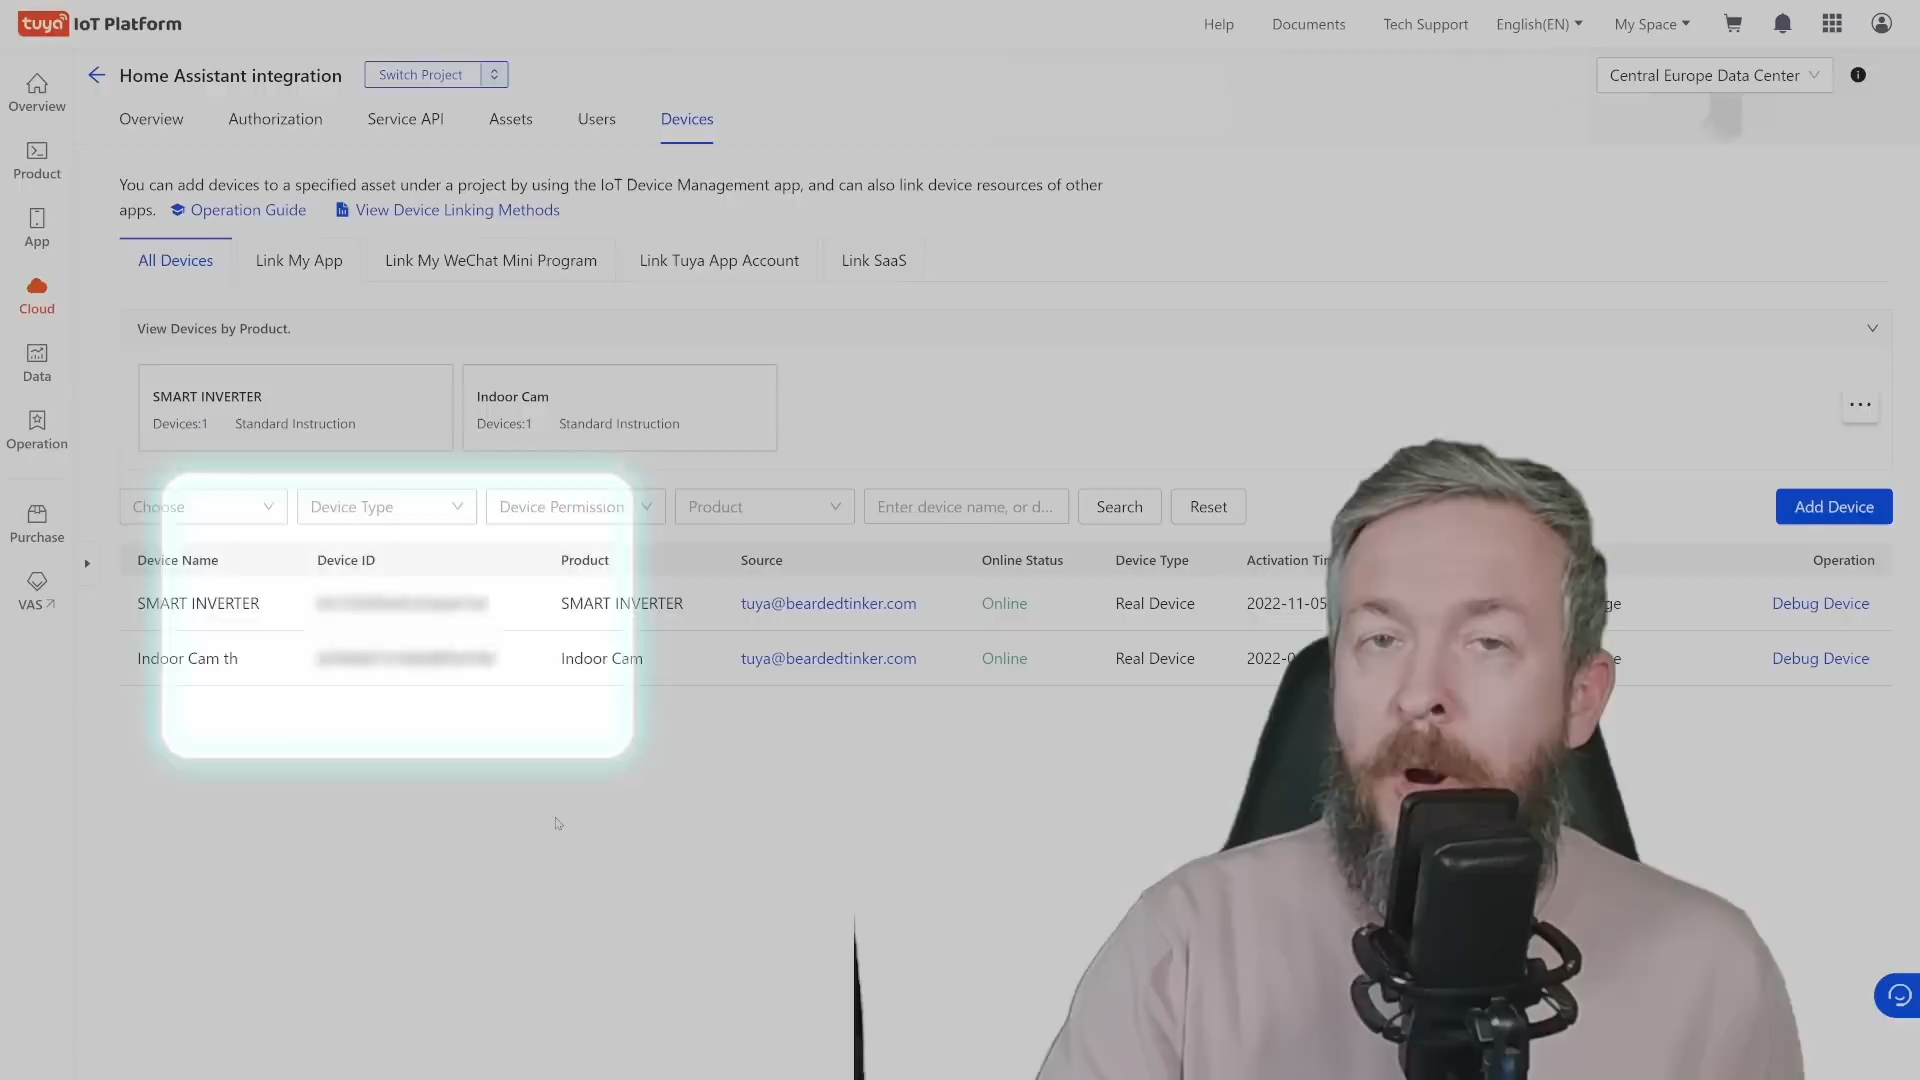 tuya IoT Platform
Help Documents Tech Support English(EN) My Space
Home Assistant integration Switch Project Central Europe Data Center
Overview Authorization Service API Assets Users Devices
Overview
Product
App
Cloud
Data
Operation
Purchase
VAS
You can add devices to a specified asset under a project by using the IoT Device Management app, and can also link device resources of other
apps. Operation Guide View Device Linking Methods
All Devices Link My App Link My WeChat Mini Program Link Tuya App Account Link SaaS
View Devices by Product.
SMART INVERTER
Devices:1 Standard Instruction
Indoor Cam
Devices:1 Standard Instruction
Choose Device Type Device Permission Product Enter device name, or d... Search Reset Add Device
Device Name Device ID Product Source Online Status Device Type Activation Operation
SMART INVERTER SMART INVERTER tuya@beardedtinker.com Online Real Device 2022-11-05 Debug Device
Indoor Cam th Indoor Cam tuya@beardedtinker.com Online Real Device 2022-0 Debug Device